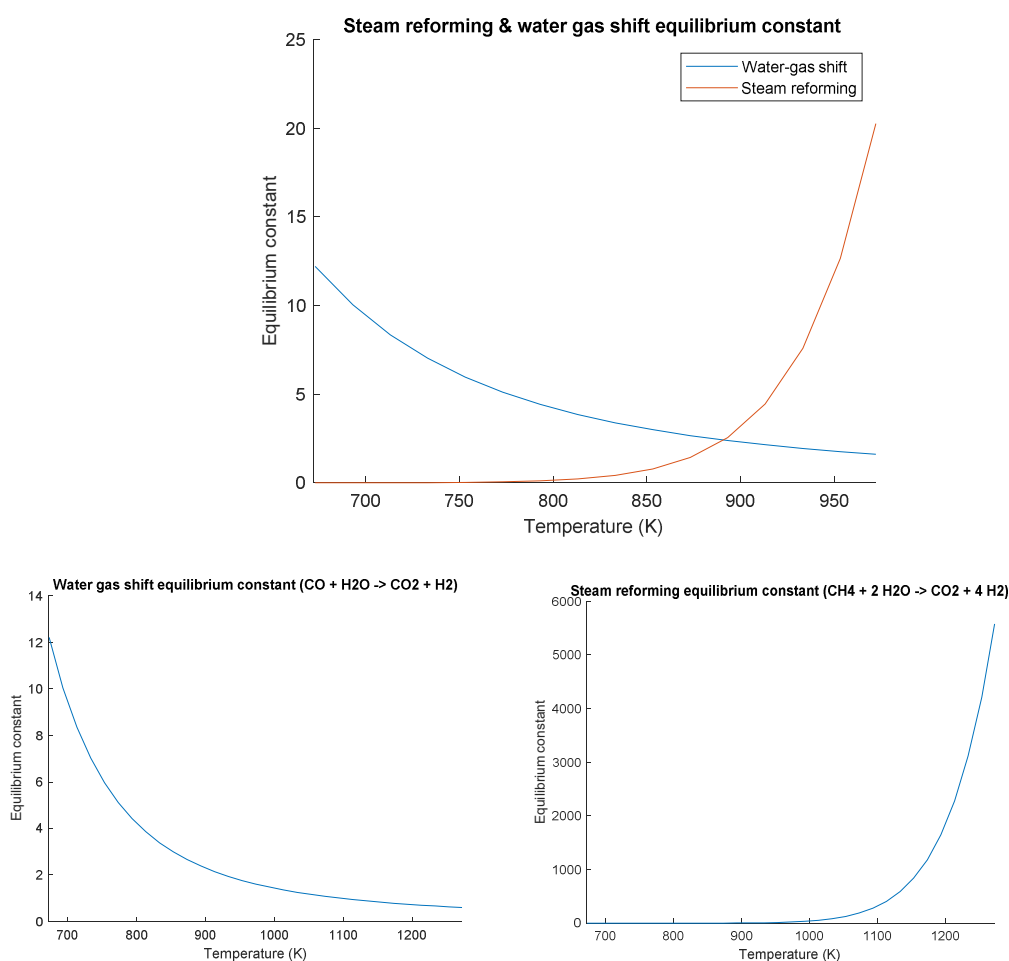 Steam reforming & water gas shift equilibrium constant
25
20
15
10
5
0
Equilibrium constant
Water-gas shift
Steam reforming
700 750 800 850 900 950
Temperature (K)
Water gas shift equilibrium constant (CO + H2O -> CO2 + H2)
14
12
10
8
6
4
2
0
Equilibrium constant
700 800 900 1000 1100 1200
Temperature (K)
Steam reforming equilibrium constant (CH4 + 2 H2O -> CO2 + 4 H2)
6000
5000
4000
3000
2000
1000
0
Equilibrium constant
700 800 900 1000 1100 1200
Temperature (K)